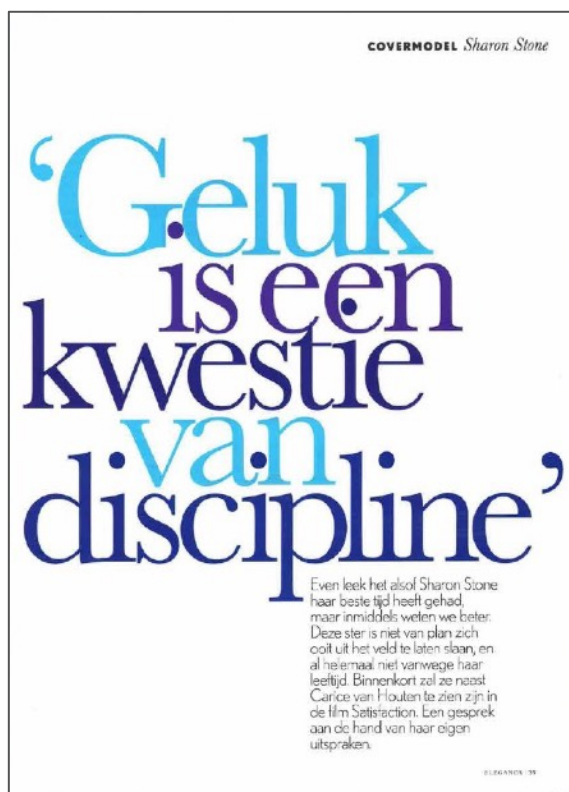 COVERMODEL Sharon Stone
‘Geluk
is een
kwestie
van
discipline’
Even leek het alsof Sharon Stone
haar beste tijd heeft gehad,
maar inmiddels weten we beter.
Deze ster is niet van plan zich
ooit uit het veld te laten slaan, en
al helemaal niet vanwege haar
leeftijd. Binnenkort zal ze naast
Carice van Houten te zien zijn in
de film Satisfaction. Een gesprek
aan de hand van haar eigen
uitspraken.
ELEGANCE 39